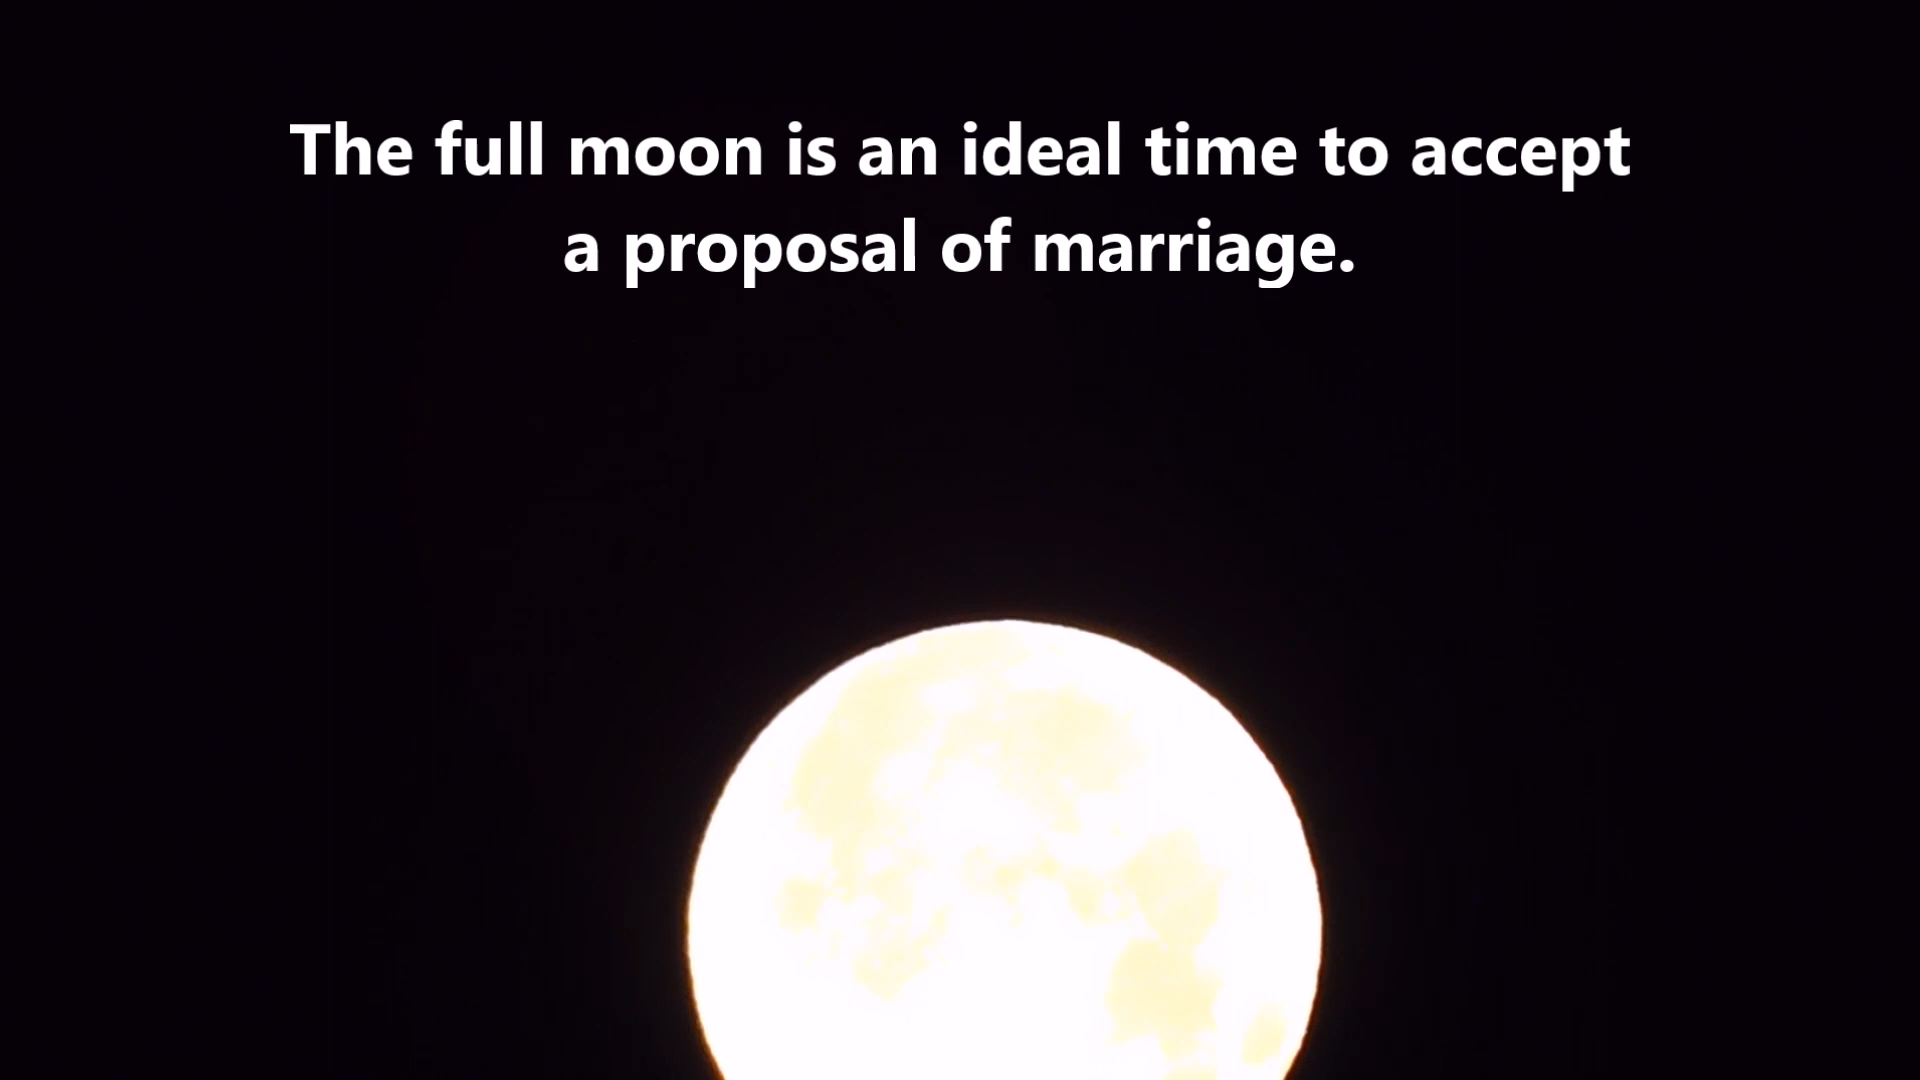 The full moon is an ideal time to accept
a proposal of marriage.